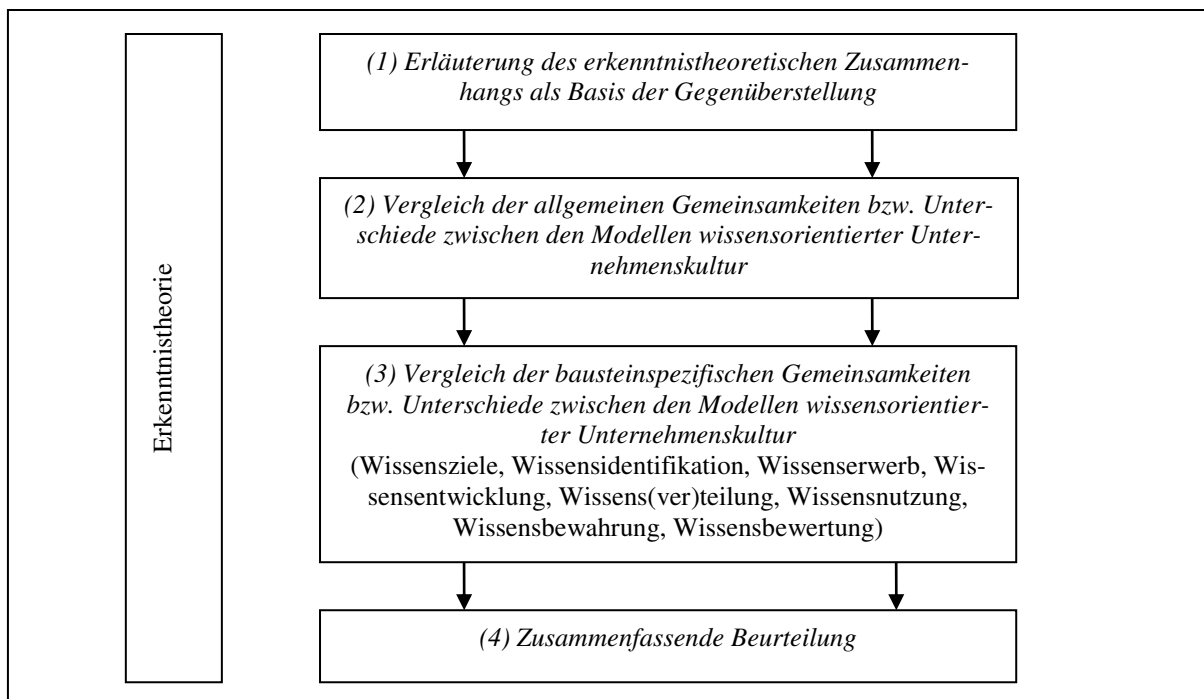 Erkenntnistheorie
(1) Erläuterung des erkenntnistheoretischen Zusammen-
hangs als Basis der Gegenüberstellung
(2) Vergleich der allgemeinen Gemeinsamkeiten bzw. Unter-
schiede zwischen den Modellen wissensorientierter Unter-
nehmenskultur
(3) Vergleich der bausteinspezifischen Gemeinsamkeiten
bzw. Unterschiede zwischen den Modellen wissensorientier-
ter Unternehmenskultur
(Wissensziele, Wissensidentifikation, Wissenserwerb, Wis-
sensentwicklung, Wissens(ver)teilung, Wissensnutzung,
Wissensbewahrung, Wissensbewertung)
(4) Zusammenfassende Beurteilung